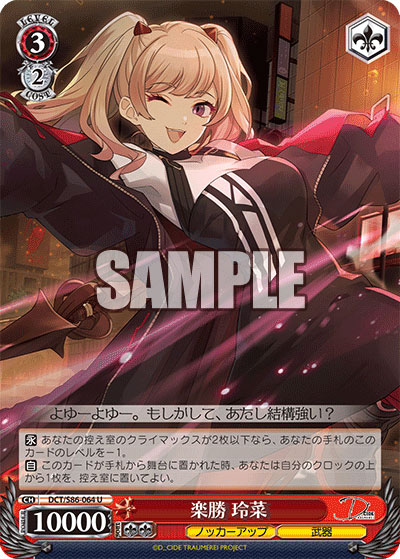 LEVEL
3
2
COST
SAMPLE
よゆーよゆー。もしかして、あたし結構強い?
永 あなたの控え室のクライマックスが2枚以下なら、あなたの手札のこのカードのレベルを-1。
自 このカードが手札から舞台に置かれた時、あなたは自分のクロックの上から1枚を、控え室に置いてよい。
CH DCT/S86-064 U
10000
楽勝 玲菜
ノッカーアップ
武器
©D_CIDE TRAUMEREI PROJECT